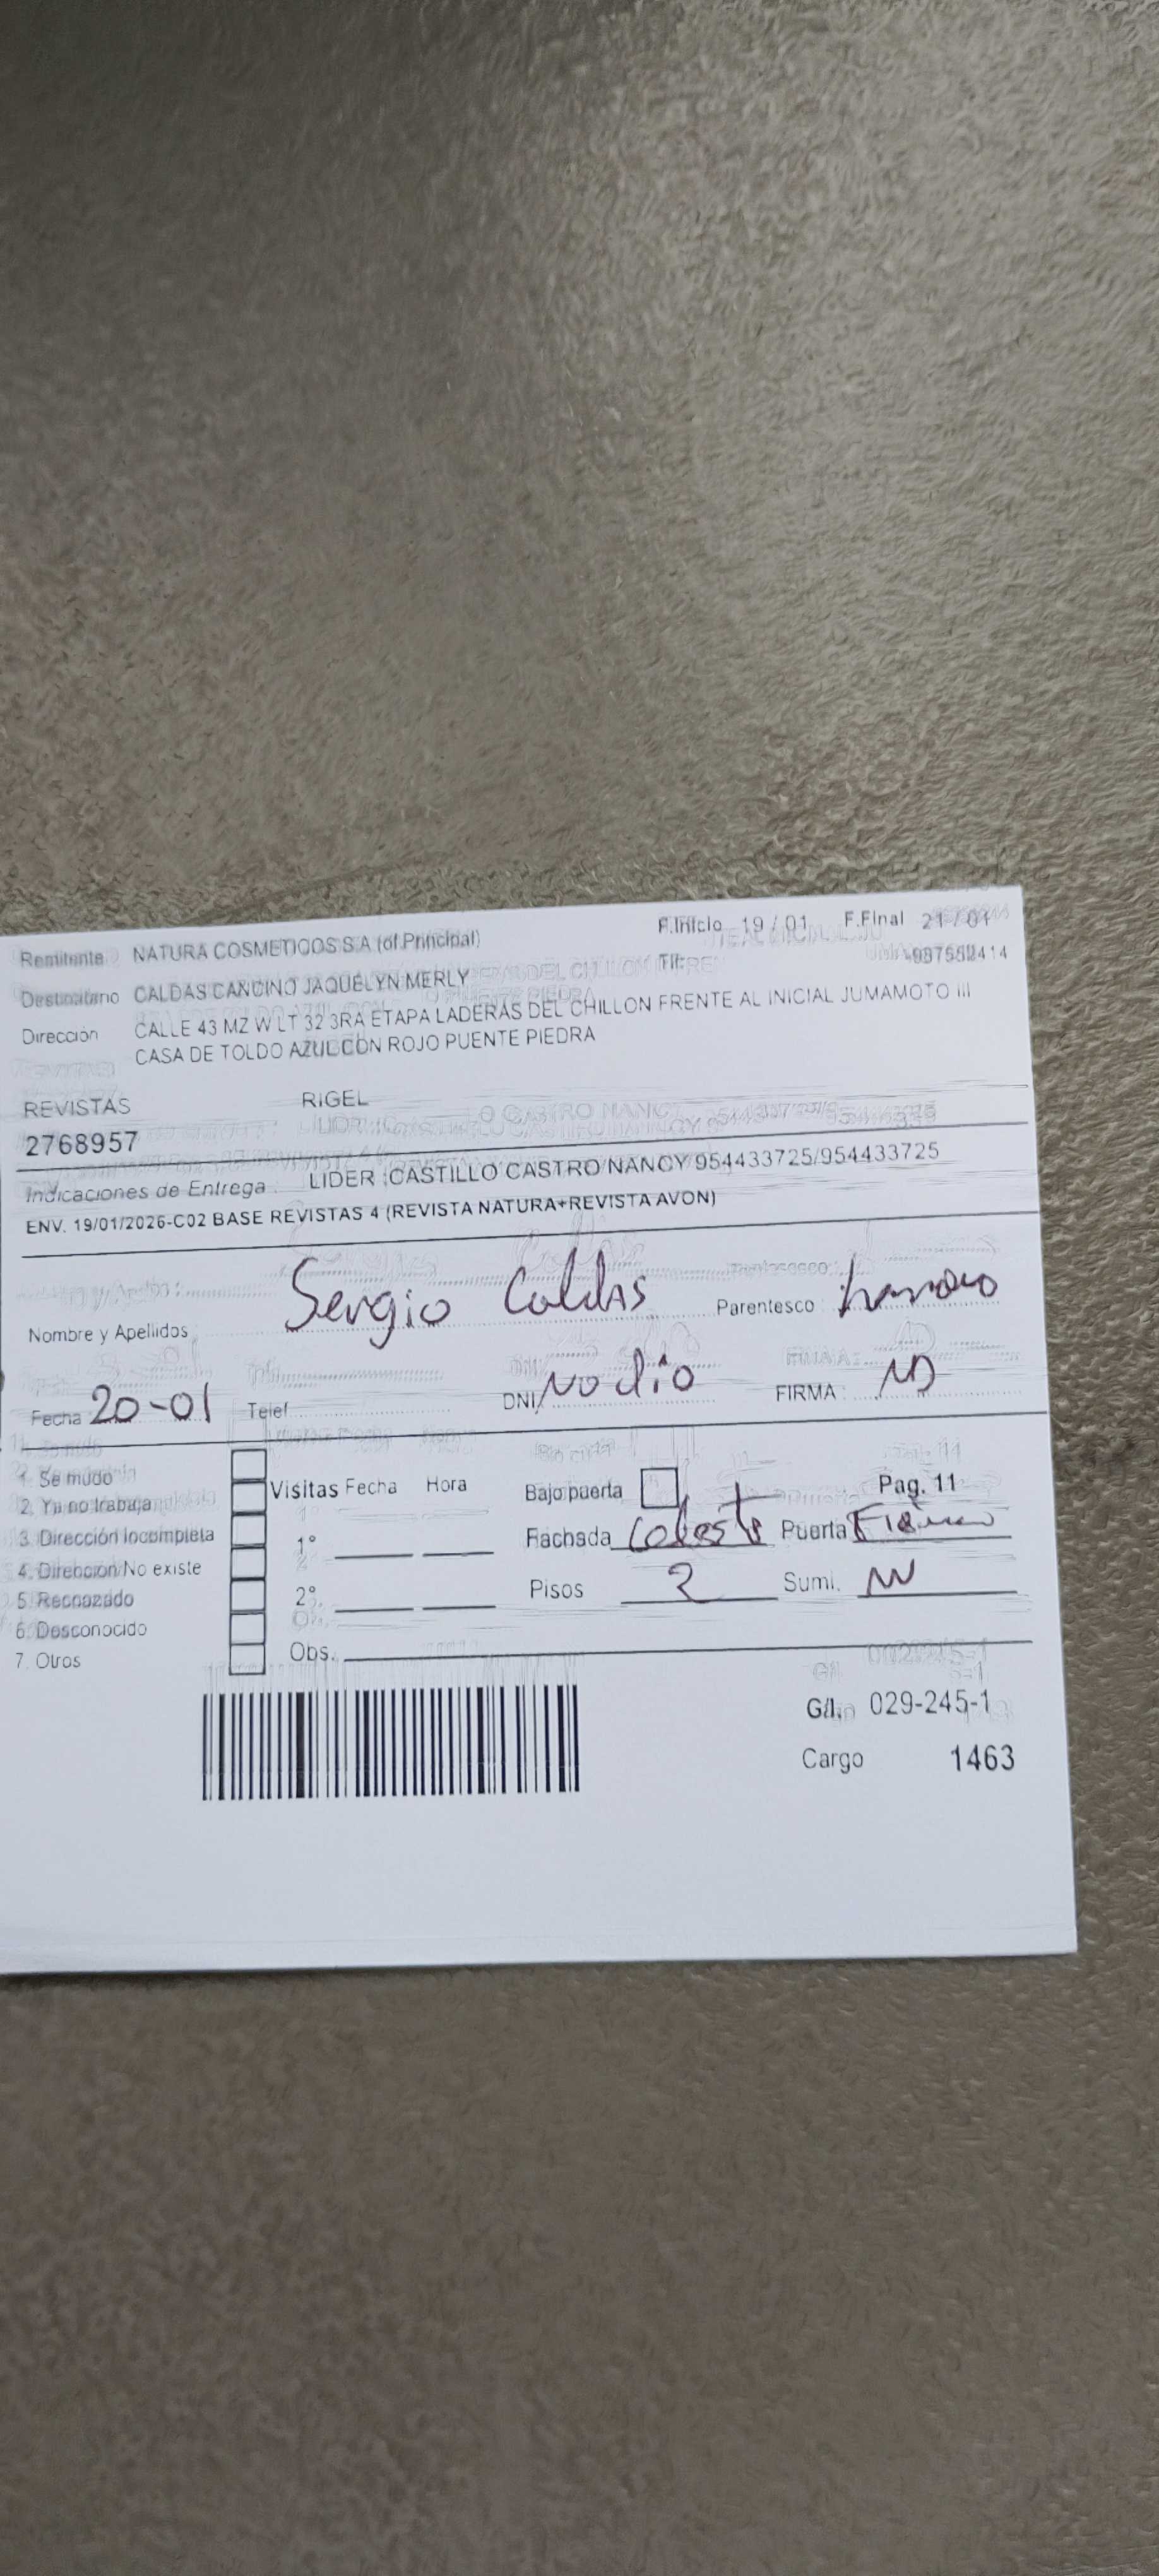 Remitente NATURA COSMETICOS S.A (of.Principal) F.Inicio 19 / 01 F.Final 21 / 01
Destinatario CALDAS CANCINO JAQUELYN MERLY Tlf:
Dirección CALLE 43 MZ W LT 32 3RA ETAPA LADERAS DEL CHILLON FRENTE AL INICIAL JUMAMOTO III
CASA DE TOLDO AZUL CON ROJO PUENTE PIEDRA
REVISTAS RIGEL
2768957
Indicaciones de Entrega : LIDER :CASTILLO CASTRO NANCY 954433725/954433725
ENV. 19/01/2026-C02 BASE REVISTAS 4 (REVISTA NATURA+REVISTA AVON)
Nombre y Apellidos Sergio Caldas Parentesco :
Fecha 20-01 Telef DNI/ No dio FIRMA : ND
1. Se mudo
2. Ya no trabaja
3. Dirección Incompleta
4. Dirección No existe
5. Rechazado
6. Desconocido
7. Otros
Visitas Fecha Hora
1°
2°
Obs.
Bajo puerta Pag. 11
Fachada Celeste Puerta
Pisos 2 Sumi.
G/l. 029-245-1
Cargo 1463